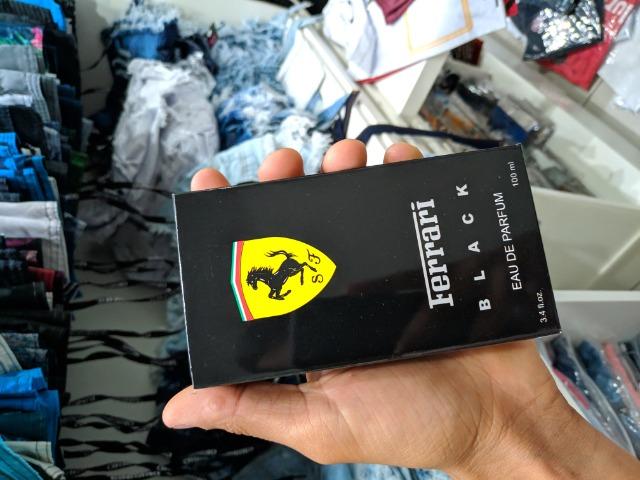 S F
Ferrari
BLACK
EAU DE PARFUM
3.4 fl.oz. 100 ml